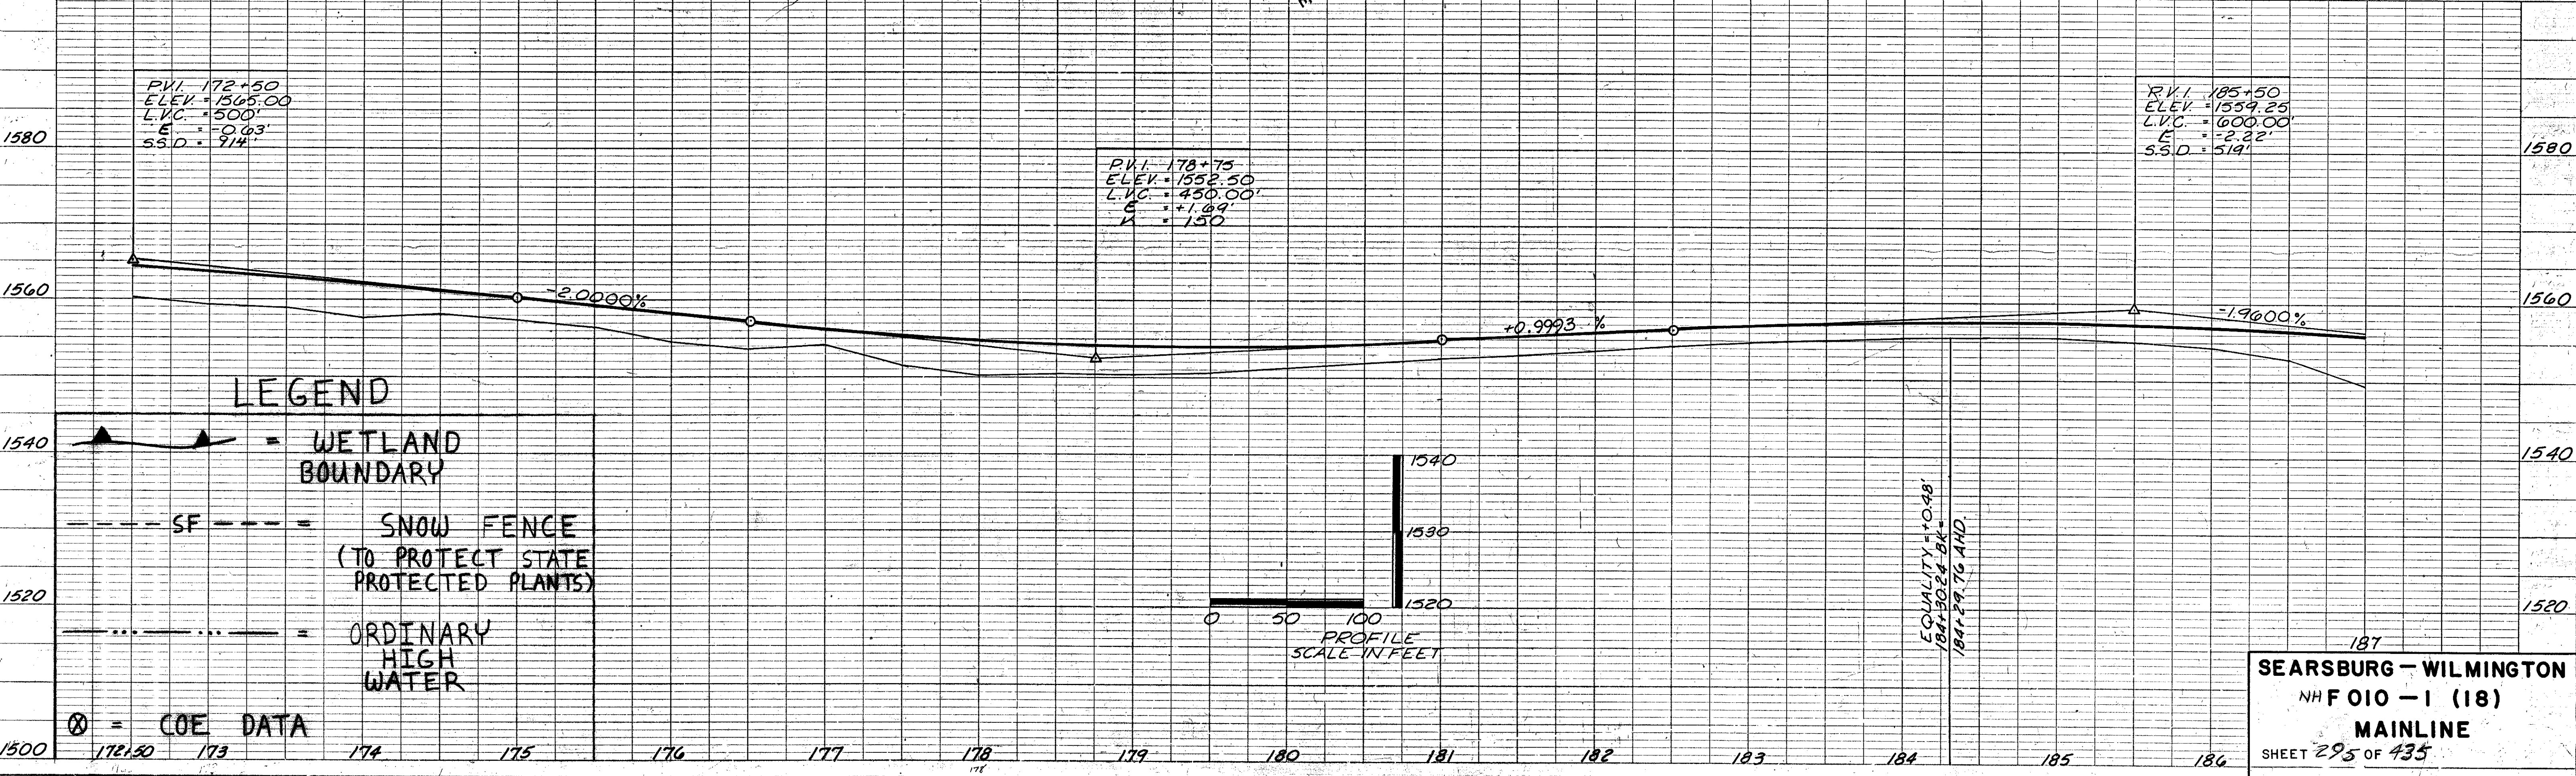 P.V.I. 172+50
ELEV. = 1565.00
L.V.C. = 500'
E = -0.63'
S.S.D. = 914'
P.V.I. 178+75
ELEV. = 1552.50
L.V.C. = 450.00'
E = +1.69'
K = 150
P.V.I. 185+50
ELEV. = 1559.25
L.V.C. = 600.00'
E = -2.22'
S.S.D. = 519'
1580
1580
1560
-2.0000%
+0.9993 %
-1.9600%
1560
LEGEND
1540
= WETLAND
BOUNDARY
SF = SNOW FENCE
(TO PROTECT STATE
PROTECTED PLANTS)
1520
= ORDINARY
HIGH
WATER
⊗ = COE DATA
1500
1540
1530
1520
0 50 100
PROFILE
SCALE IN FEET
EQUALITY = +0.48'
184+30.24 BK=
184+29.76 AHD.
1540
1520
187
172+50 173 174 175 176 177 178 179 180 181 182 183 184 185 186
178
SEARSBURG - WILMINGTON
NH F 010 - 1 (18)
MAINLINE
SHEET 295 OF 435